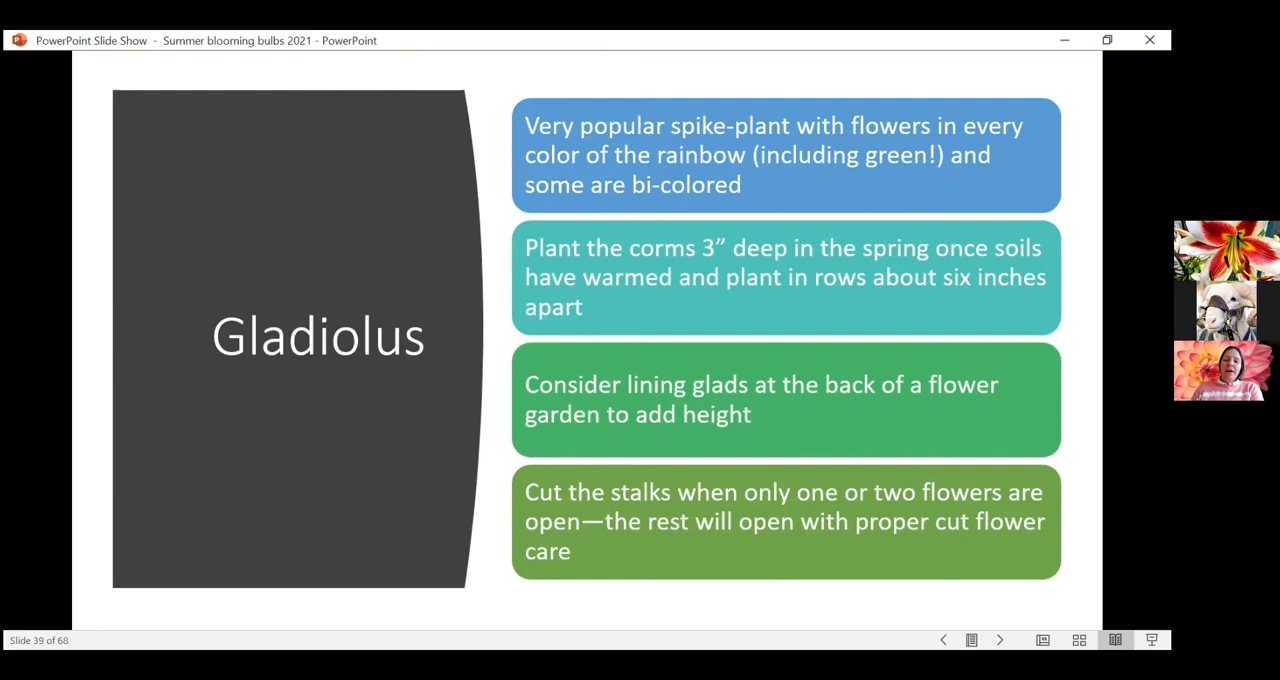 PowerPoint Slide Show - Summer blooming bulbs 2021 - PowerPoint
Gladiolus
Very popular spike-plant with flowers in every
color of the rainbow (including green!) and
some are bi-colored
Plant the corms 3” deep in the spring once soils
have warmed and plant in rows about six inches
apart
Consider lining glads at the back of a flower
garden to add height
Cut the stalks when only one or two flowers are
open—the rest will open with proper cut flower
care
Slide 39 of 68